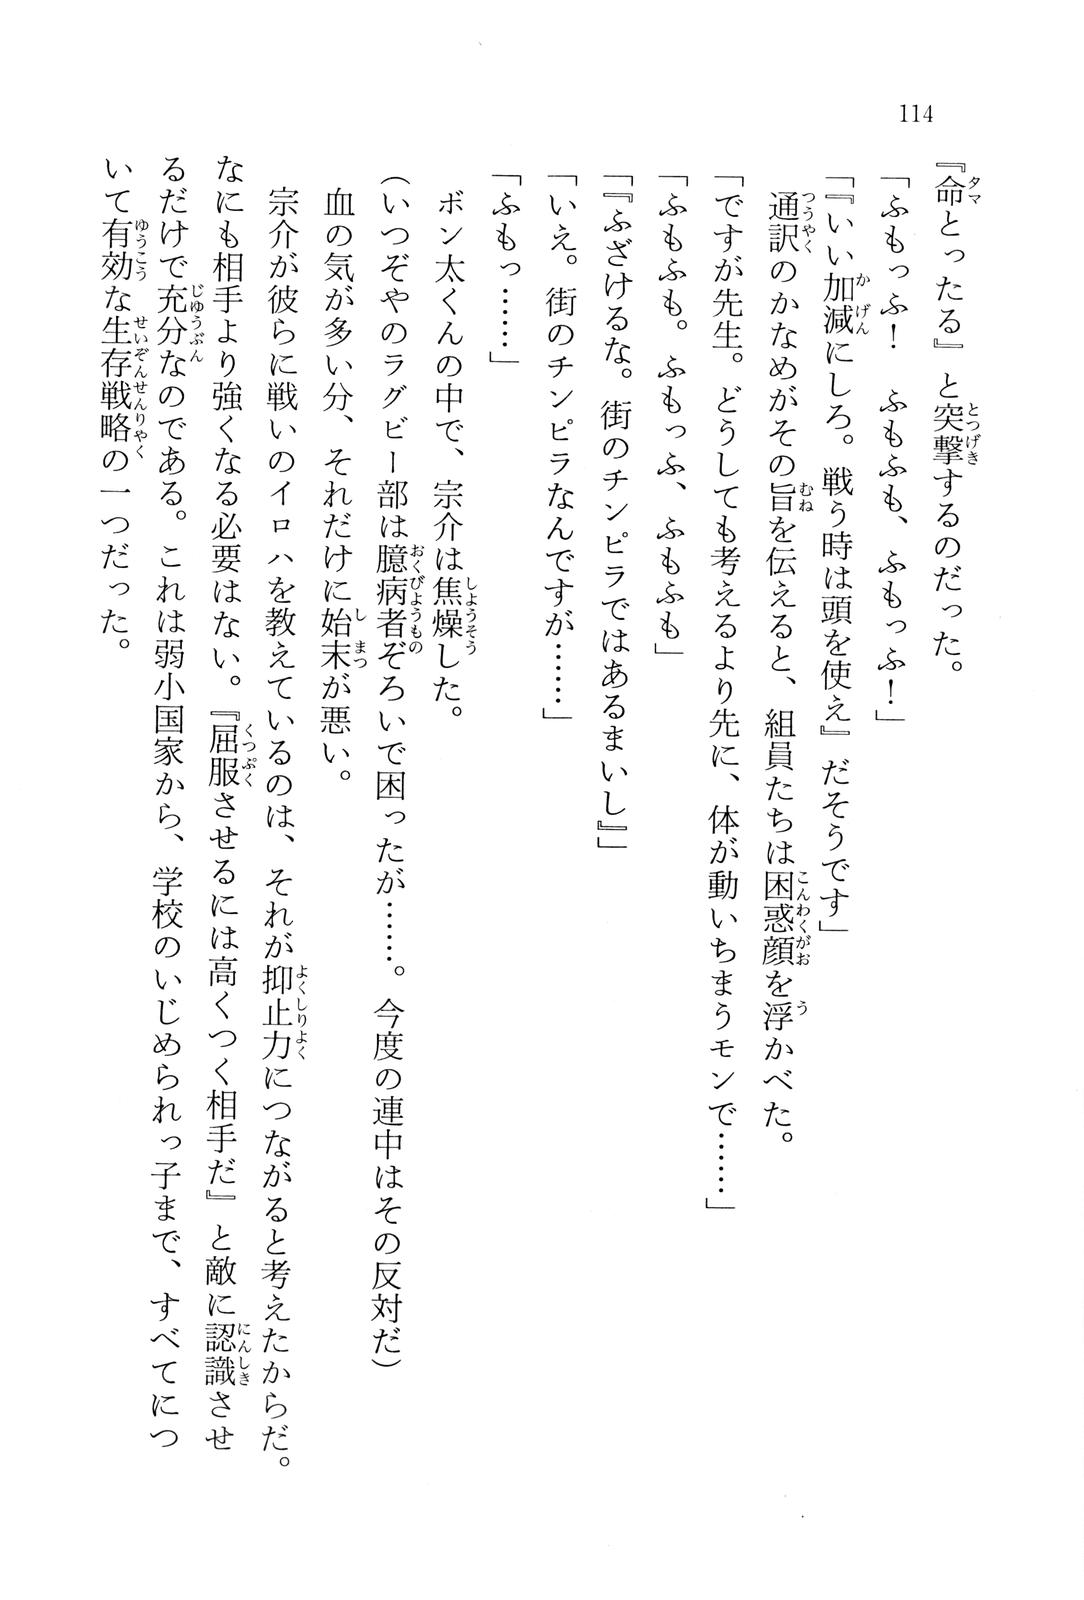 114
『命とったる』と突撃するのだった。
「ふもっふ！　ふもふも、ふもっふ！」
「『いい加減にしろ。戦う時は頭を使え』だそうです」
　通訳のかなめがその旨を伝えると、組員たちは困惑顔を浮かべた。
「ですが先生。どうしても考えるより先に、体が動いちまうモンで……」
「ふもふも。ふもっふ、ふもふも」
「『ふざけるな。街のチンピラではあるまいし』」
「いえ。街のチンピラなんですが……」
「ふもっ……」
　ボン太くんの中で、宗介は焦燥した。
（いつぞやのラグビー部は臆病者ぞろいで困ったが……。今度の連中はその反対だ）
　血の気が多い分、それだけに始末が悪い。
　宗介が彼らに戦いのイロハを教えているのは、それが抑止力につながると考えたからだ。
なにも相手より強くなる必要はない。『屈服させるには高くつく相手だ』と敵に認識させ
るだけで充分なのである。これは弱小国家から、学校のいじめられっ子まで、すべてにつ
いて有効な生存戦略の一つだった。